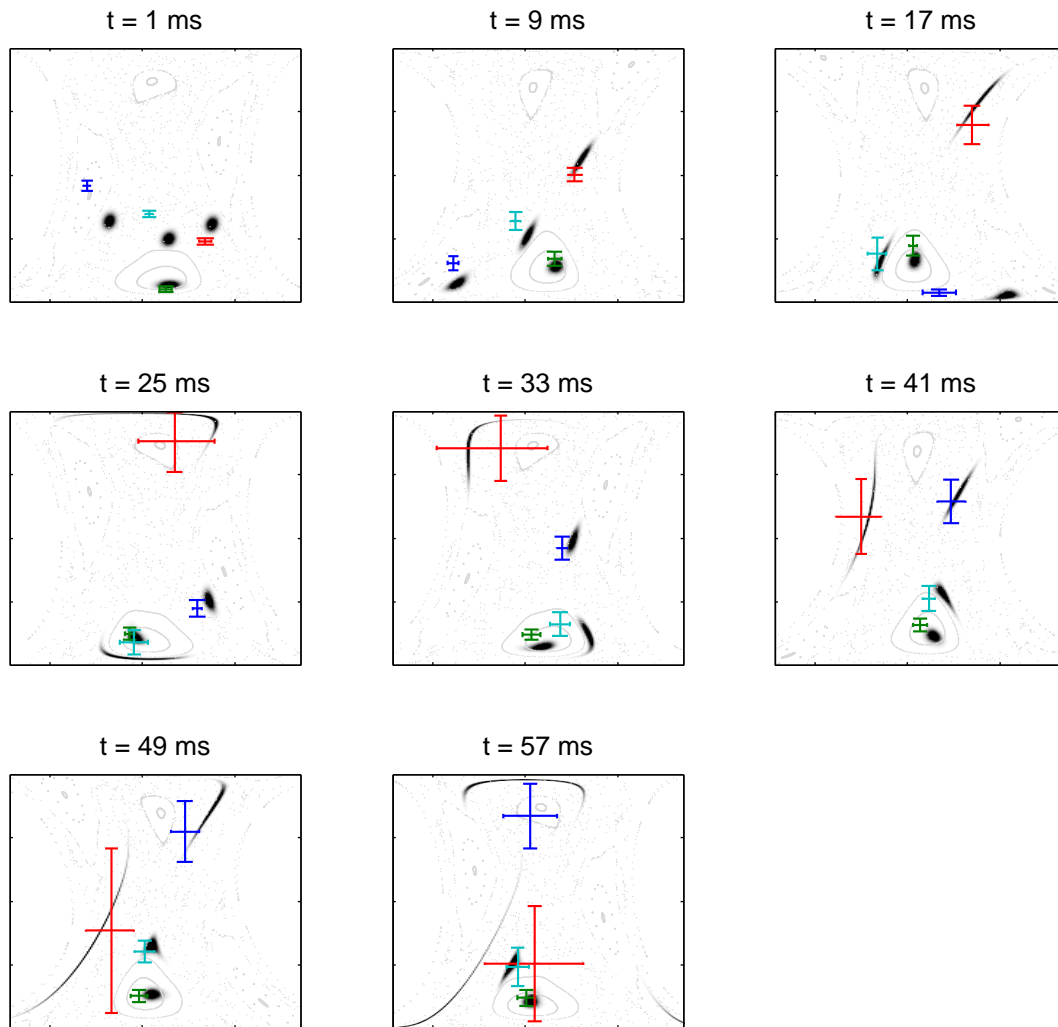 t = 1 ms
t = 9 ms
t = 17 ms
t = 25 ms
t = 33 ms
t = 41 ms
t = 49 ms
t = 57 ms